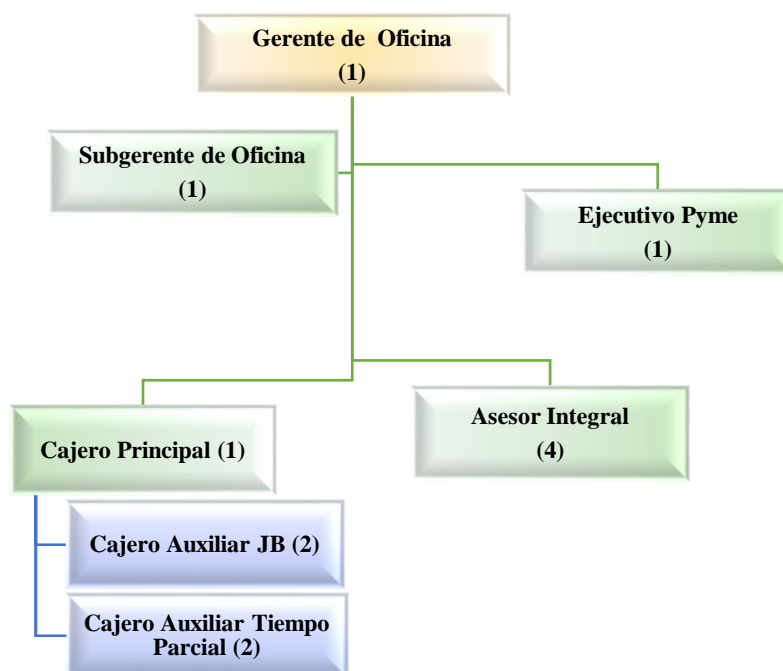 Gerente de Oficina
(1)
Subgerente de Oficina
(1)
Ejecutivo Pyme
(1)
Asesor Integral
(4)
Cajero Principal (1)
Cajero Auxiliar JB (2)
Cajero Auxiliar Tiempo
Parcial (2)